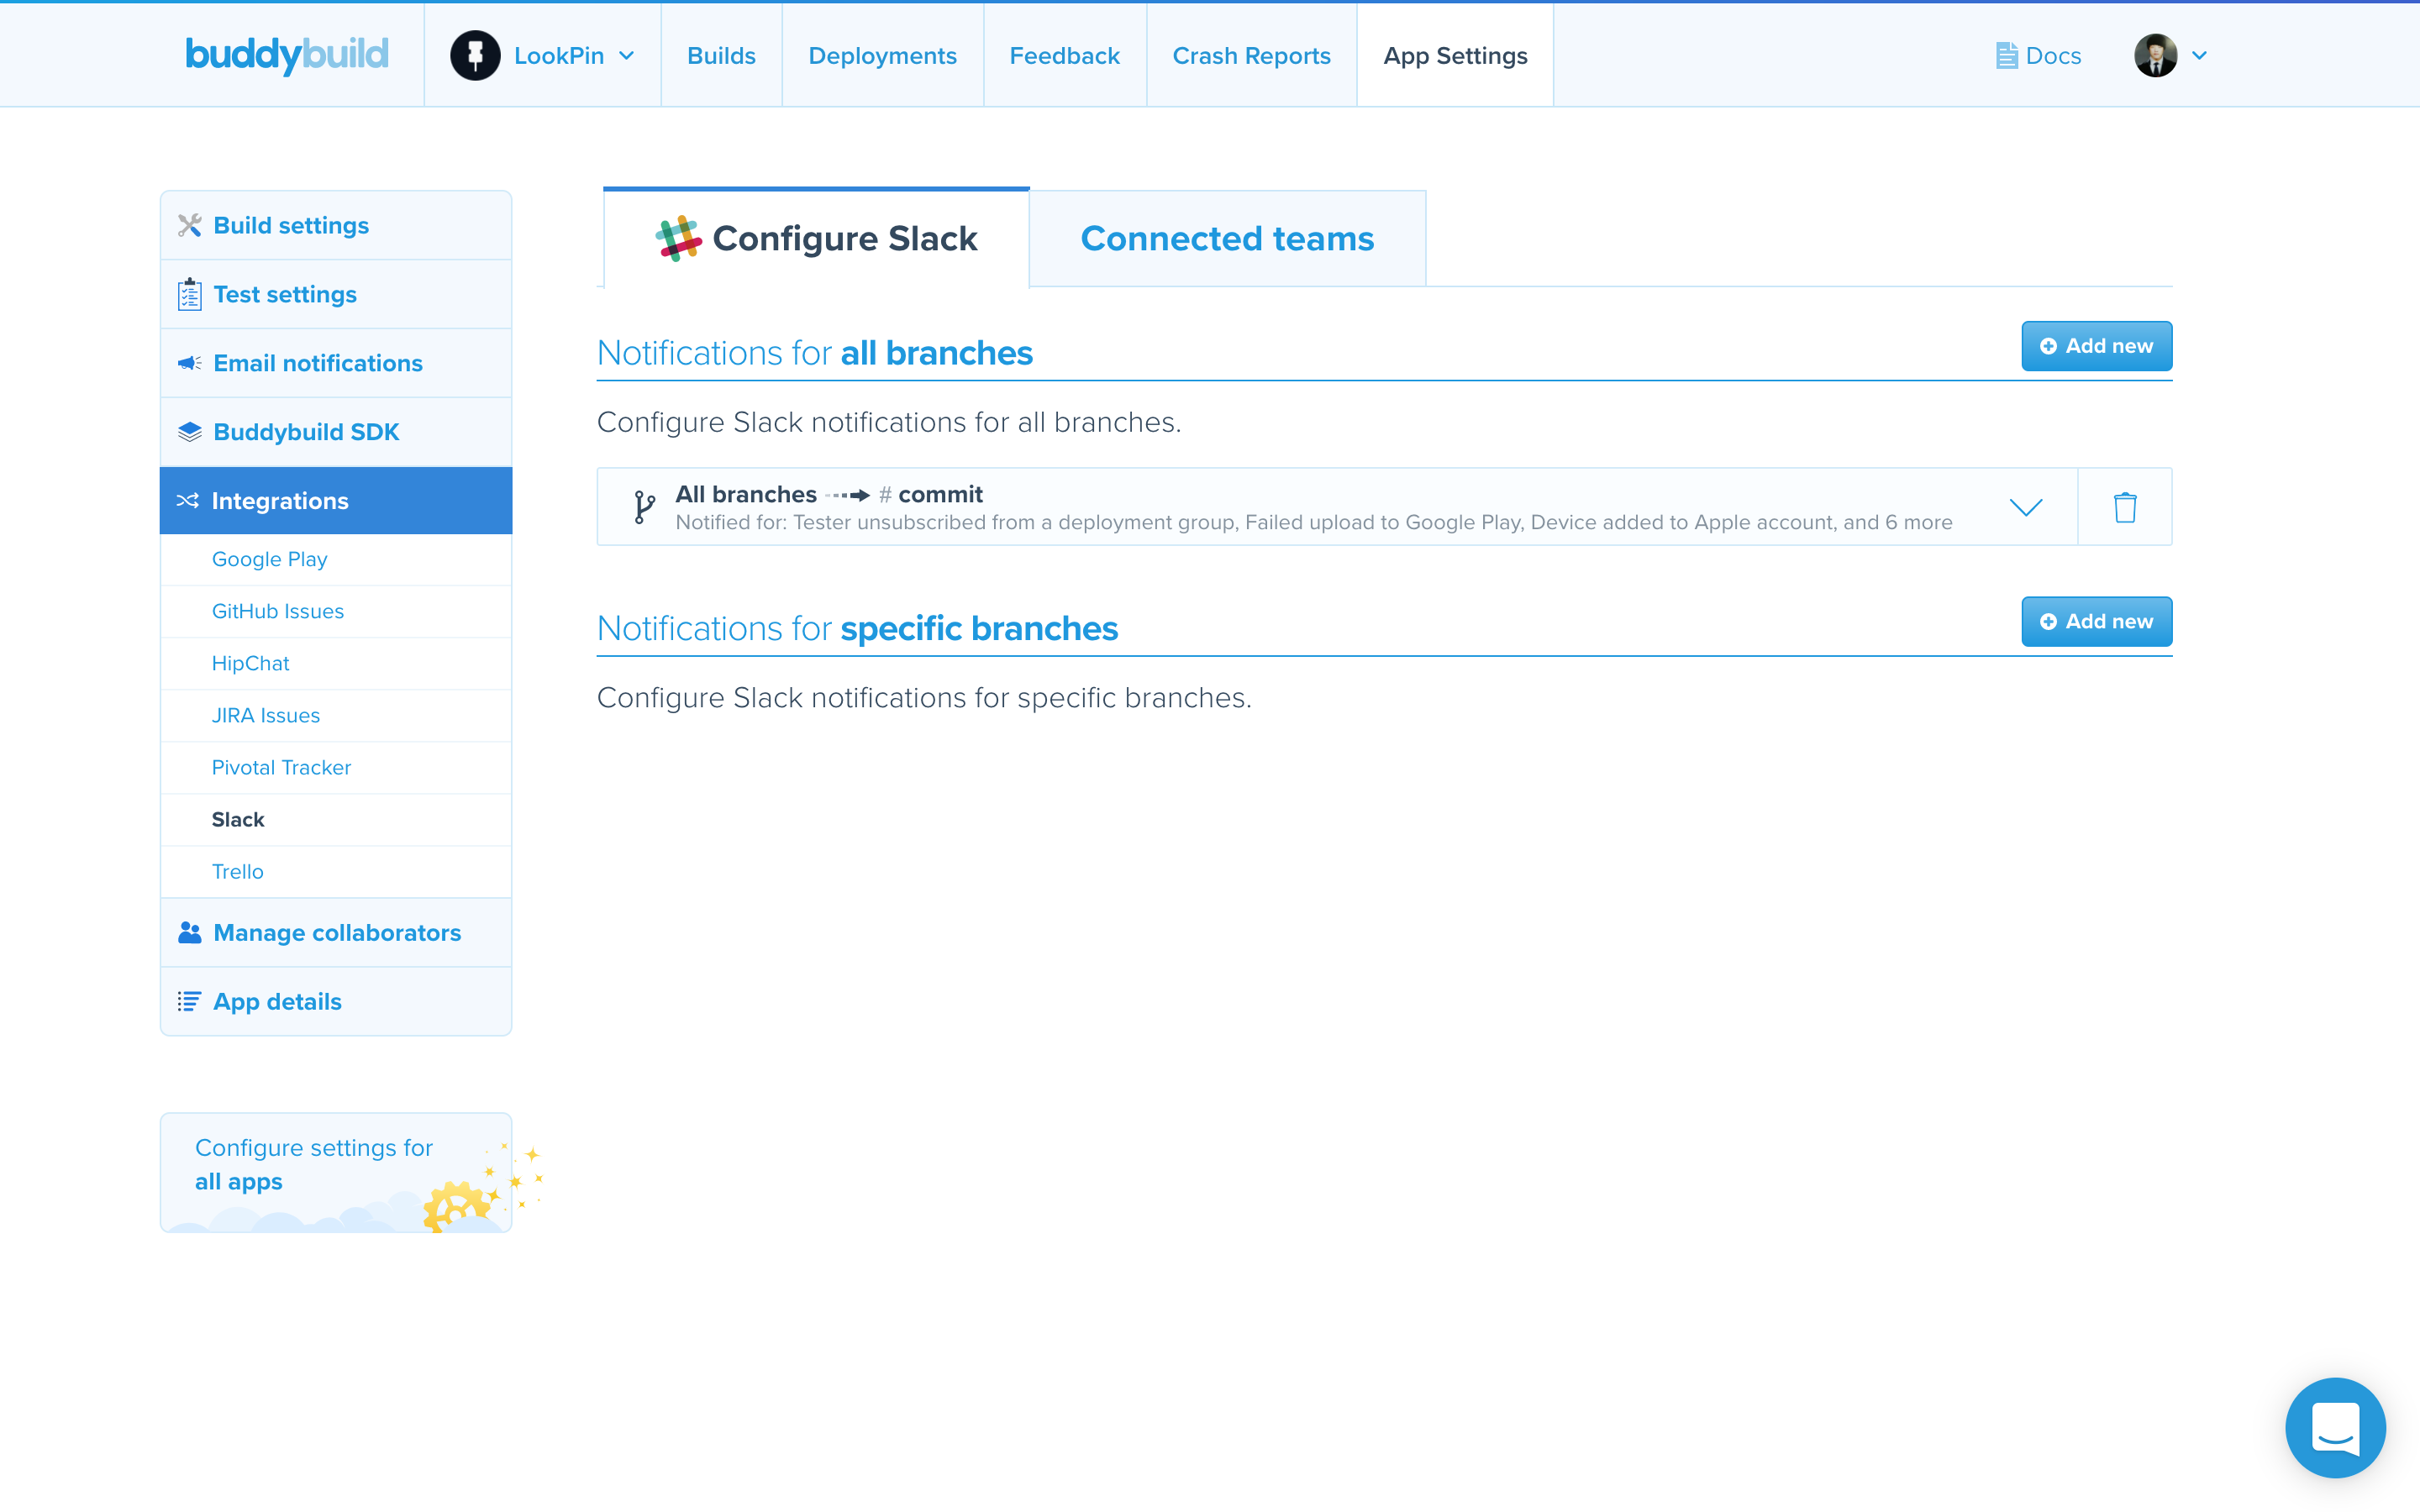 buddybuild
LookPin
Builds
Deployments
Feedback
Crash Reports
App Settings
Docs
Build settings
Test settings
Email notifications
Buddybuild SDK
Integrations
Google Play
GitHub Issues
HipChat
JIRA Issues
Pivotal Tracker
Slack
Trello
Manage collaborators
App details
Configure settings for
all apps
Configure Slack
Connected teams
Notifications for all branches
Add new
Configure Slack notifications for all branches.
All branches # commit
Notified for: Tester unsubscribed from a deployment group, Failed upload to Google Play, Device added to Apple account, and 6 more
Notifications for specific branches
Add new
Configure Slack notifications for specific branches.